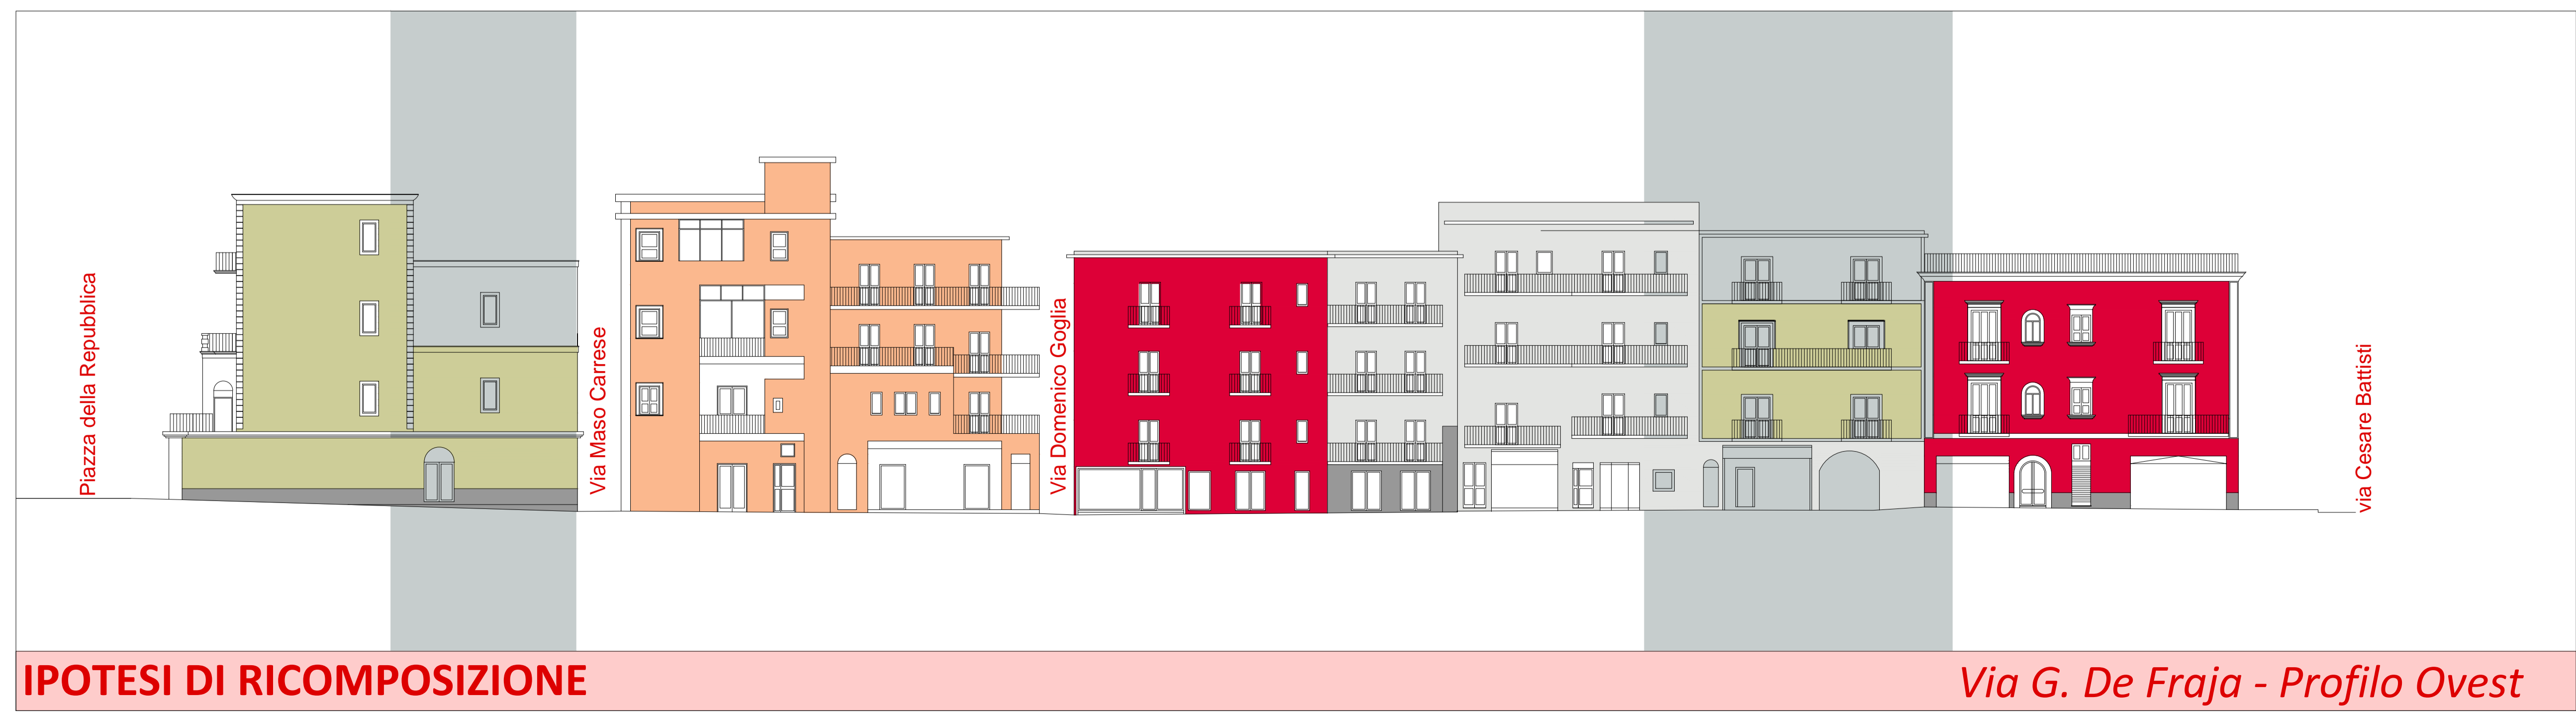 Piazza della Repubblica
Via Maso Carrese
Via Domenico Goglia
via Cesare Battisti
IPOTESI DI RICOMPOSIZIONE
Via G. De Fraja - Profilo Ovest